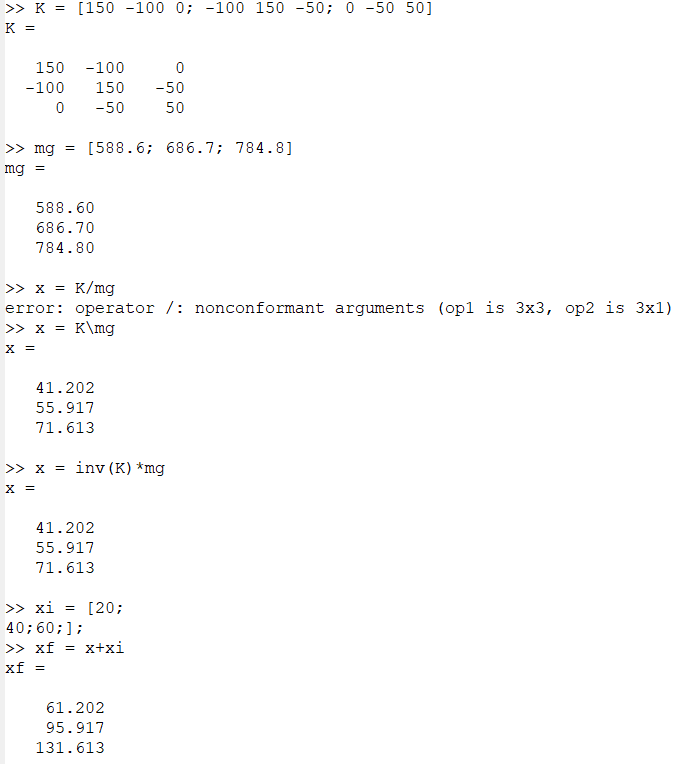 >> K = [150 -100 0; -100 150 -50; 0 -50 50]
K =
150 -100 0
-100 150 -50
0 -50 50
>> mg = [588.6; 686.7; 784.8]
mg =
588.60
686.70
784.80
>> x = K/mg
error: operator /: nonconformant arguments (op1 is 3x3, op2 is 3x1)
>> x = K\mg
x =
41.202
55.917
71.613
>> x = inv(K)*mg
x =
41.202
55.917
71.613
>> xi = [20;
40;60;];
>> xf = x+xi
xf =
61.202
95.917
131.613